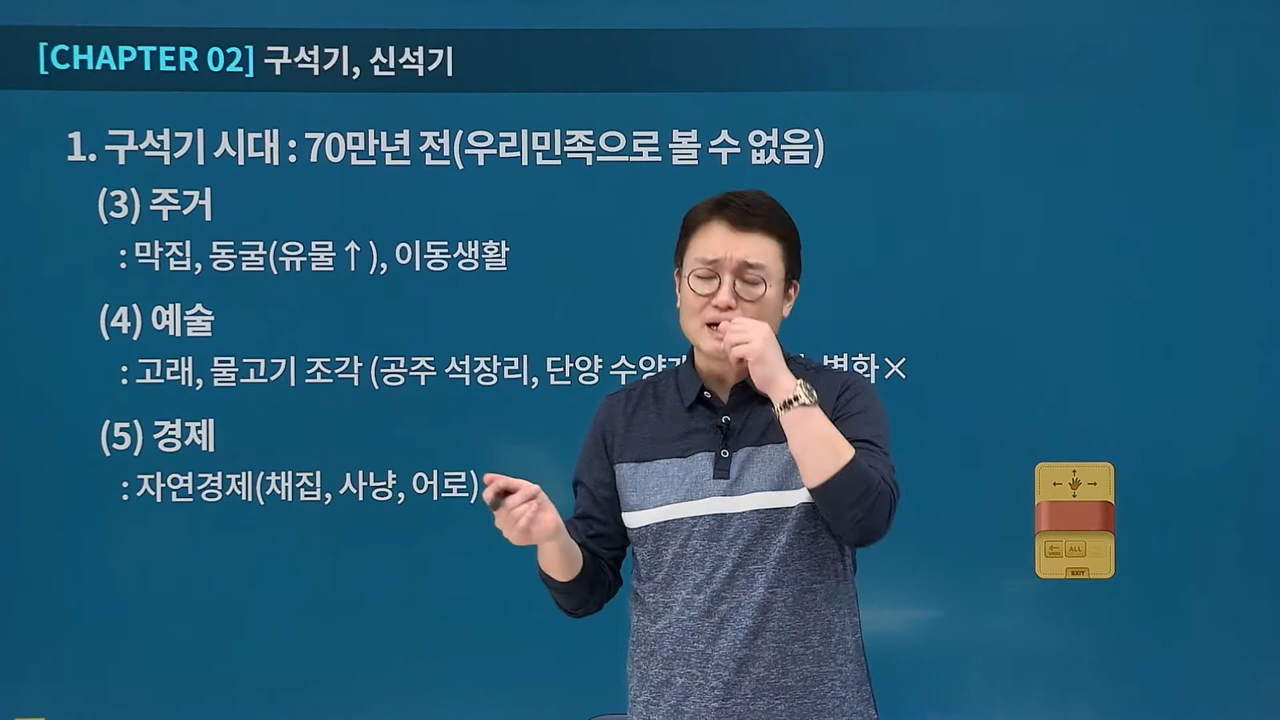 [CHAPTER 02] 구석기, 신석기
1. 구석기 시대 : 70만년 전(우리민족으로 볼 수 없음)
(3) 주거
: 막집, 동굴(유물↑), 이동생활
(4) 예술
: 고래, 물고기 조각 (공주 석장리, 단양 변화×
(5) 경제
: 자연경제(채집, 사냥, 어로)
ALL
EXIT